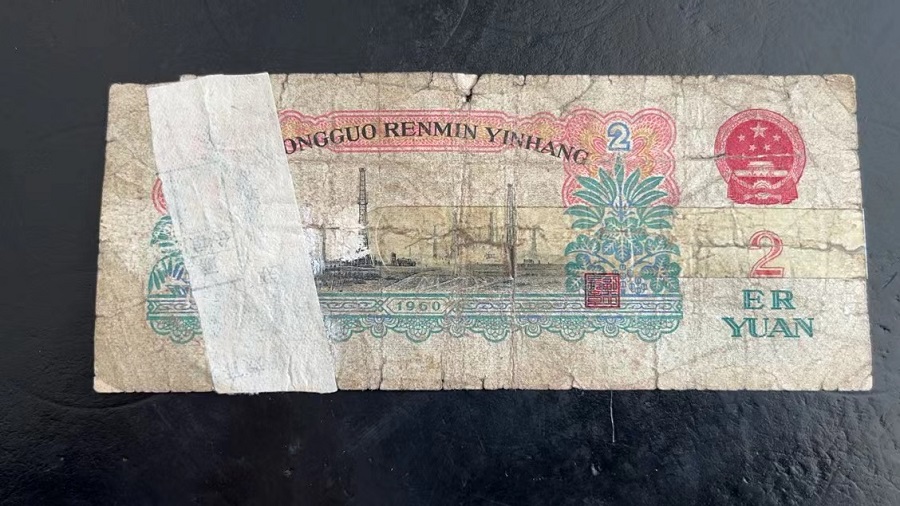 ONGGUO RENMIN YINHANG
2
2
1960
ER
YUAN